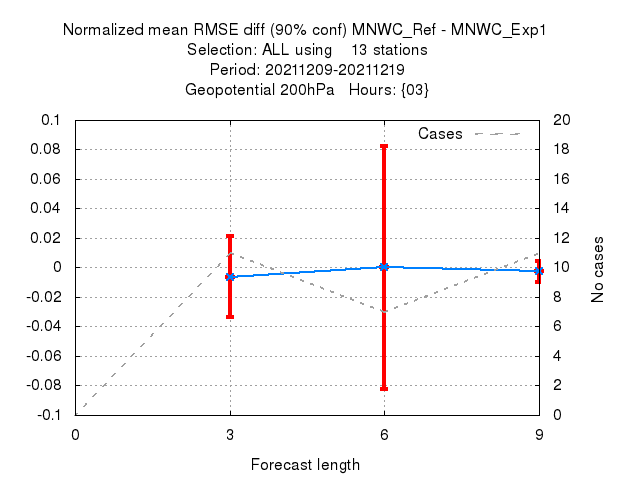 Normalized mean RMSE diff (90% conf) MNWC_Ref - MNWC_Exp1
Selection: ALL using    13 stations
Period: 20211209-20211219
Geopotential 200hPa   Hours: {03}
Cases
0.1
0.08
0.06
0.04
0.02
0
-0.02
-0.04
-0.06
-0.08
-0.1
20
18
16
14
12
10
8
6
4
2
0
No cases
0 3 6 9
Forecast length